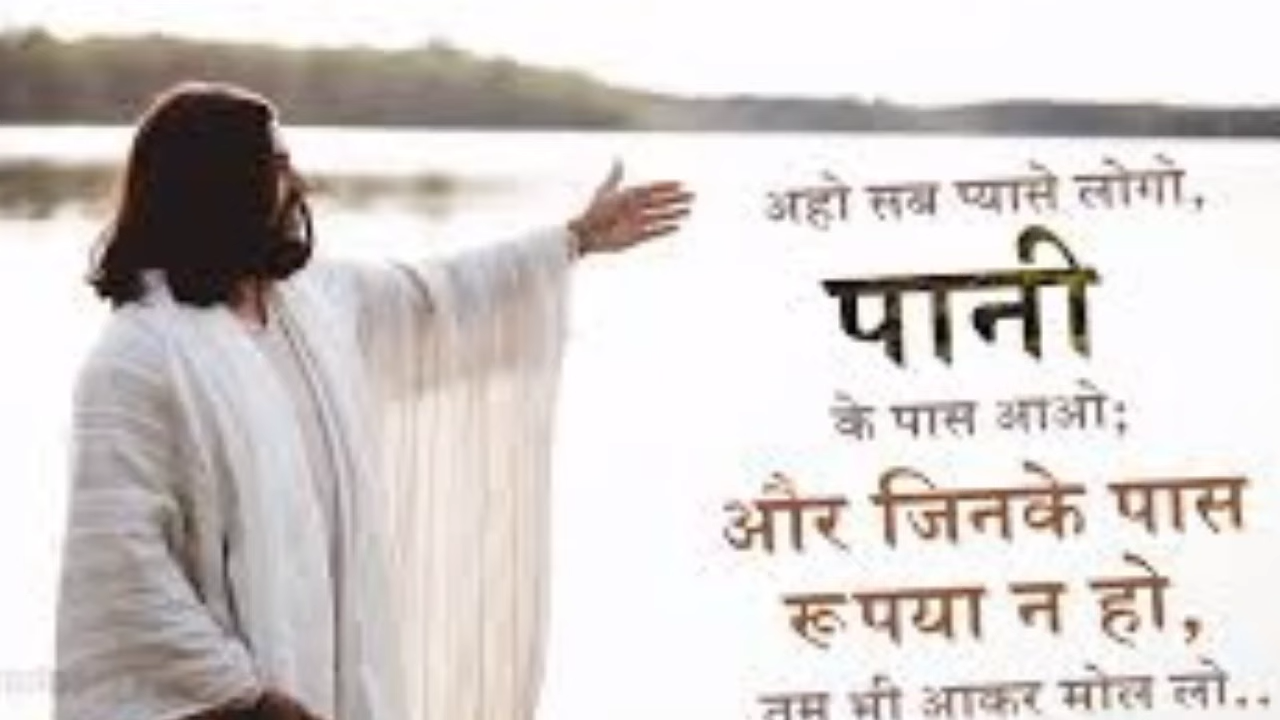 अहो सब प्यासे लोगो,
पानी
के पास आओ;
और जिनके पास
रूपया न हो,
तुम भी आकर मोल लो..